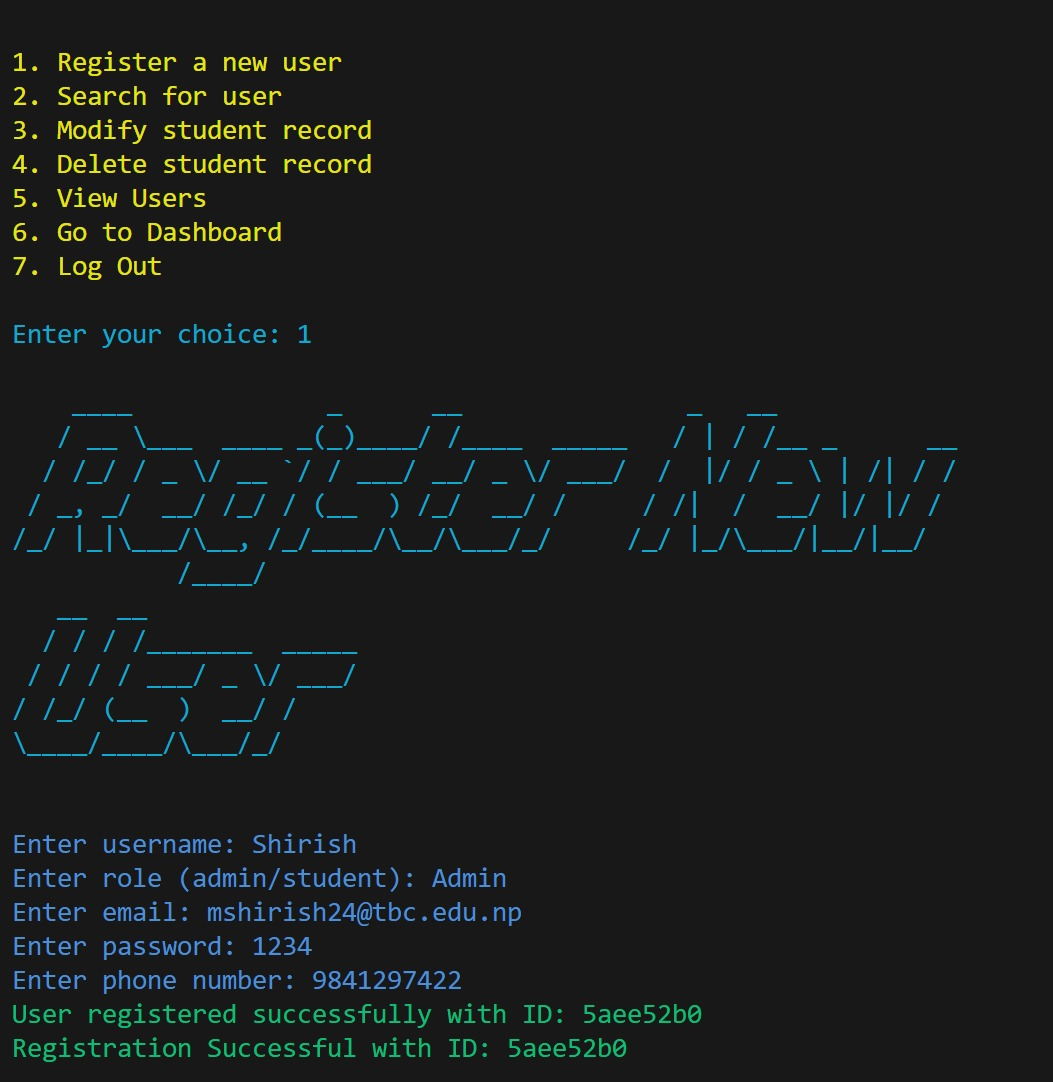 1. Register a new user
2. Search for user
3. Modify student record
4. Delete student record
5. View Users
6. Go to Dashboard
7. Log Out
Enter your choice: 1
Register New
User
Enter username: Shirish
Enter role (admin/student): Admin
Enter email: mshirish24@tbc.edu.np
Enter password: 1234
Enter phone number: 9841297422
User registered successfully with ID: 5aee52b0
Registration Successful with ID: 5aee52b0